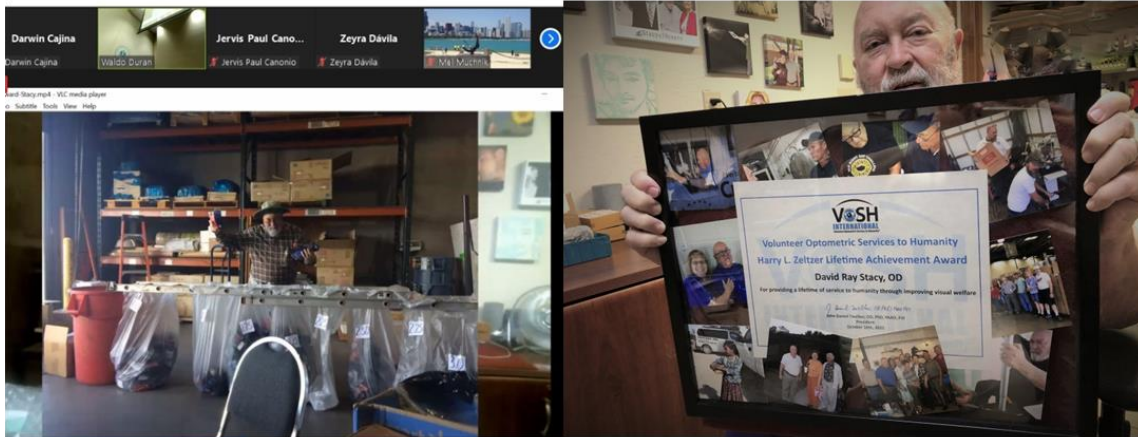 Darwin Cajina
Jervis Paul Cano...
Zeyra Dávila
Darwin Cajina
Waldo Duran
Jervis Paul Canonio
Zeyra Dávila
Mel Muchnik
ard-Stacy.mp4 - VLC media player
Subtitle Tools View Help
VOSH
INTERNATIONAL
Volunteer Optometric Services to Humanity
Harry L. Zeltzer Lifetime Achievement Award
David Ray Stacy, OD
For providing a lifetime of service to humanity through improving visual welfare
President